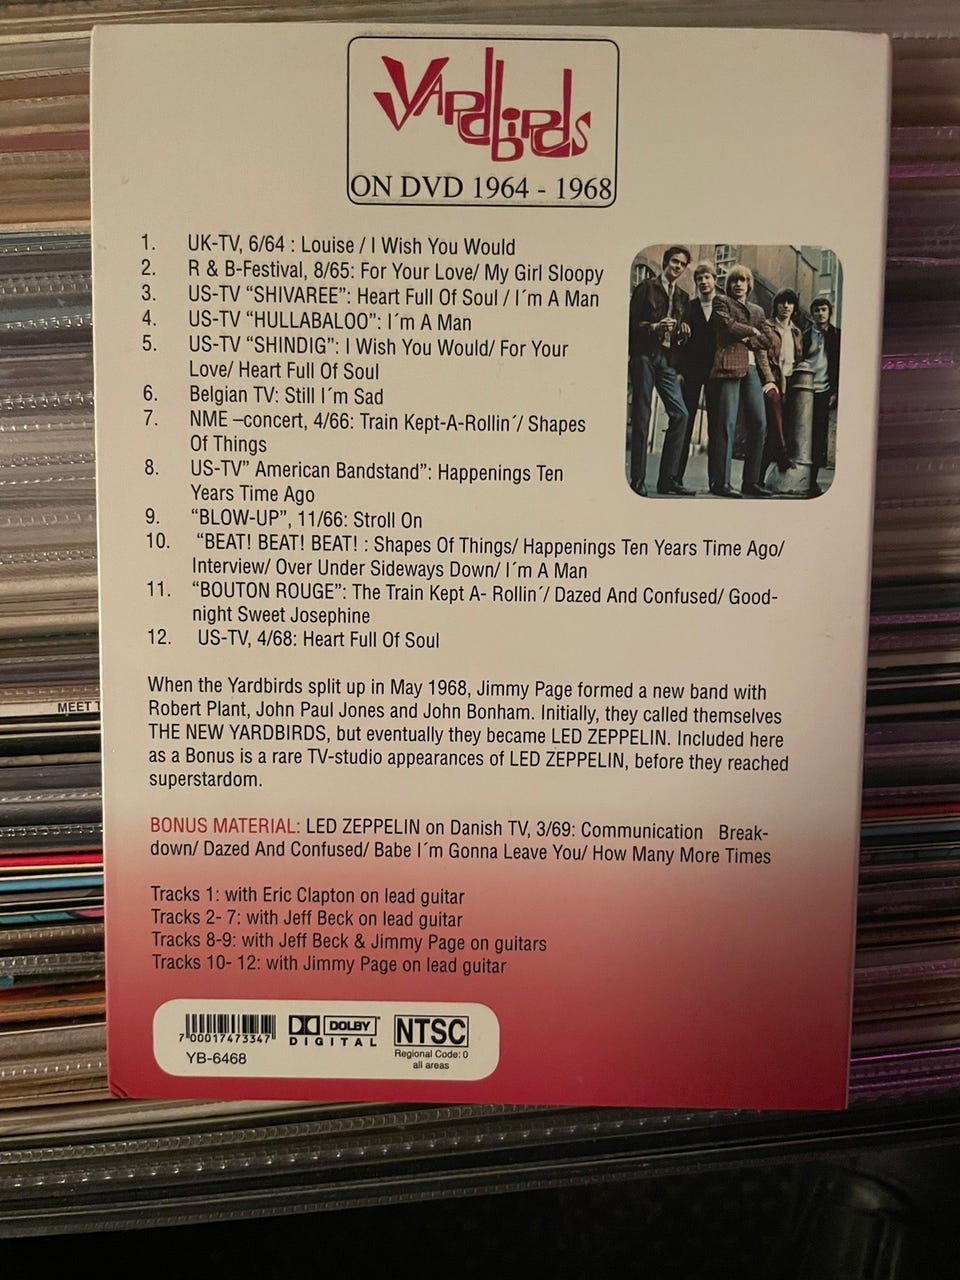 YARDBIRDS
ON DVD 1964 - 1968
1. UK-TV, 6/64 : Louise / I Wish You Would
2. R & B-Festival, 8/65: For Your Love/ My Girl Sloopy
3. US-TV “SHIVAREE”: Heart Full Of Soul / I´m A Man
4. US-TV “HULLABALOO”: I´m A Man
5. US-TV “SHINDIG”: I Wish You Would/ For Your
Love/ Heart Full Of Soul
6. Belgian TV: Still I´m Sad
7. NME –concert, 4/66: Train Kept-A-Rollin´/ Shapes
Of Things
8. US-TV” American Bandstand”: Happenings Ten
Years Time Ago
9. “BLOW-UP”, 11/66: Stroll On
10. “BEAT! BEAT! BEAT! : Shapes Of Things/ Happenings Ten Years Time Ago/
Interview/ Over Under Sideways Down/ I´m A Man
11. “BOUTON ROUGE”: The Train Kept A- Rollin´/ Dazed And Confused/ Good-
night Sweet Josephine
12. US-TV, 4/68: Heart Full Of Soul
When the Yardbirds split up in May 1968, Jimmy Page formed a new band with
Robert Plant, John Paul Jones and John Bonham. Initially, they called themselves
THE NEW YARDBIRDS, but eventually they became LED ZEPPELIN. Included here
as a Bonus is a rare TV-studio appearances of LED ZEPPELIN, before they reached
superstardom.
BONUS MATERIAL: LED ZEPPELIN on Danish TV, 3/69: Communication Break-
down/ Dazed And Confused/ Babe I´m Gonna Leave You/ How Many More Times
Tracks 1: with Eric Clapton on lead guitar
Tracks 2- 7: with Jeff Beck on lead guitar
Tracks 8-9: with Jeff Beck & Jimmy Page on guitars
Tracks 10- 12: with Jimmy Page on lead guitar
7 00017 47334 7
YB-6468
DOLBY
DIGITAL
NTSC
Regional Code: 0
all areas
MEET T